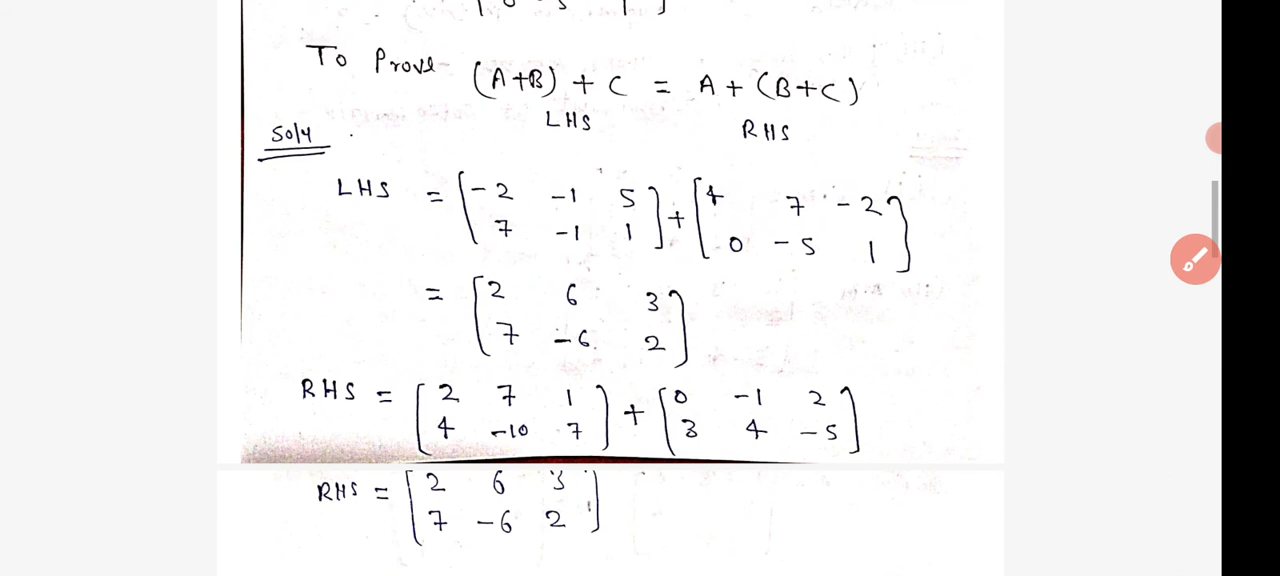 To Prove (A+B) + C = A + (B+C)
LHS RHS
Soln
LHS = [-2 -1 5] + [4 7 -2]
7 -1 1 0 -5 1
= [2 6 3]
7 -6 2
RHS = [2 7 1] + [0 -1 2]
4 -10 7 3 4 -5
RHS = [2 6 3]
7 -6 2